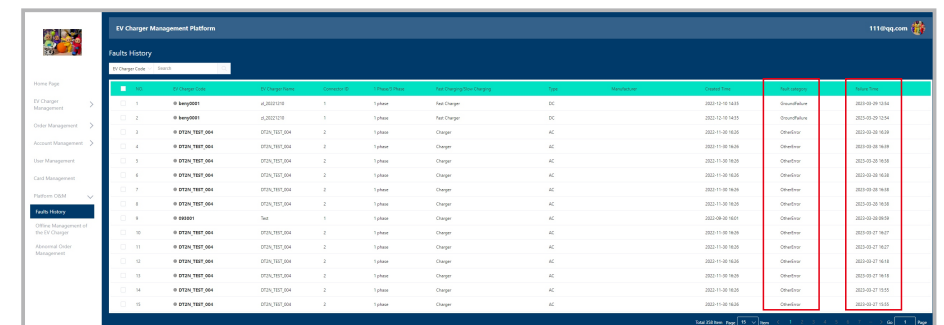 EV Charger Management Platform
111@qq.com
Faults History
EV Charger Code Search
Home Page
EV Charger Management
Order Management
Account Management
User Management
Card Management
Platform O&M
Faults History
Offline Management of the EV Charger
Abnormal Order Management
NO. EV Charger Code EV Charger Name Connector ID 1 Phase/3 Phase Fast Charging/Slow Charging Type Manufacturer Created Time Fault category Failure Time
1 beny0001 zl_20221210 1 1 phase Fast Charger DC 2022-12-10 14:35 GroundFailure 2023-03-29 12:54
2 beny0001 zl_20221210 1 1 phase Fast Charger DC 2022-12-10 14:35 GroundFailure 2023-03-29 12:54
3 DT2N_TEST_004 DT2N_TEST_004 2 1 phase Charger AC 2022-11-30 16:26 OtherError 2023-03-28 16:39
4 DT2N_TEST_004 DT2N_TEST_004 2 1 phase Charger AC 2022-11-30 16:26 OtherError 2023-03-28 16:39
5 DT2N_TEST_004 DT2N_TEST_004 2 1 phase Charger AC 2022-11-30 16:26 OtherError 2023-03-28 16:38
6 DT2N_TEST_004 DT2N_TEST_004 2 1 phase Charger AC 2022-11-30 16:26 OtherError 2023-03-28 16:38
7 DT2N_TEST_004 DT2N_TEST_004 2 1 phase Charger AC 2022-11-30 16:26 OtherError 2023-03-28 16:38
8 DT2N_TEST_004 DT2N_TEST_004 2 1 phase Charger AC 2022-11-30 16:26 OtherError 2023-03-28 16:38
9 093001 Test 1 1 phase Charger AC 2022-09-30 16:01 OtherError 2023-03-28 09:59
10 DT2N_TEST_004 DT2N_TEST_004 2 1 phase Charger AC 2022-11-30 16:26 OtherError 2023-03-27 16:27
11 DT2N_TEST_004 DT2N_TEST_004 2 1 phase Charger AC 2022-11-30 16:26 OtherError 2023-03-27 16:27
12 DT2N_TEST_004 DT2N_TEST_004 2 1 phase Charger AC 2022-11-30 16:26 OtherError 2023-03-27 16:18
13 DT2N_TEST_004 DT2N_TEST_004 2 1 phase Charger AC 2022-11-30 16:26 OtherError 2023-03-27 16:18
14 DT2N_TEST_004 DT2N_TEST_004 2 1 phase Charger AC 2022-11-30 16:26 OtherError 2023-03-27 15:55
15 DT2N_TEST_004 DT2N_TEST_004 2 1 phase Charger AC 2022-11-30 16:26 OtherError 2023-03-27 15:55
Total 358 Item Page 15 Item 1 Go 1 Page